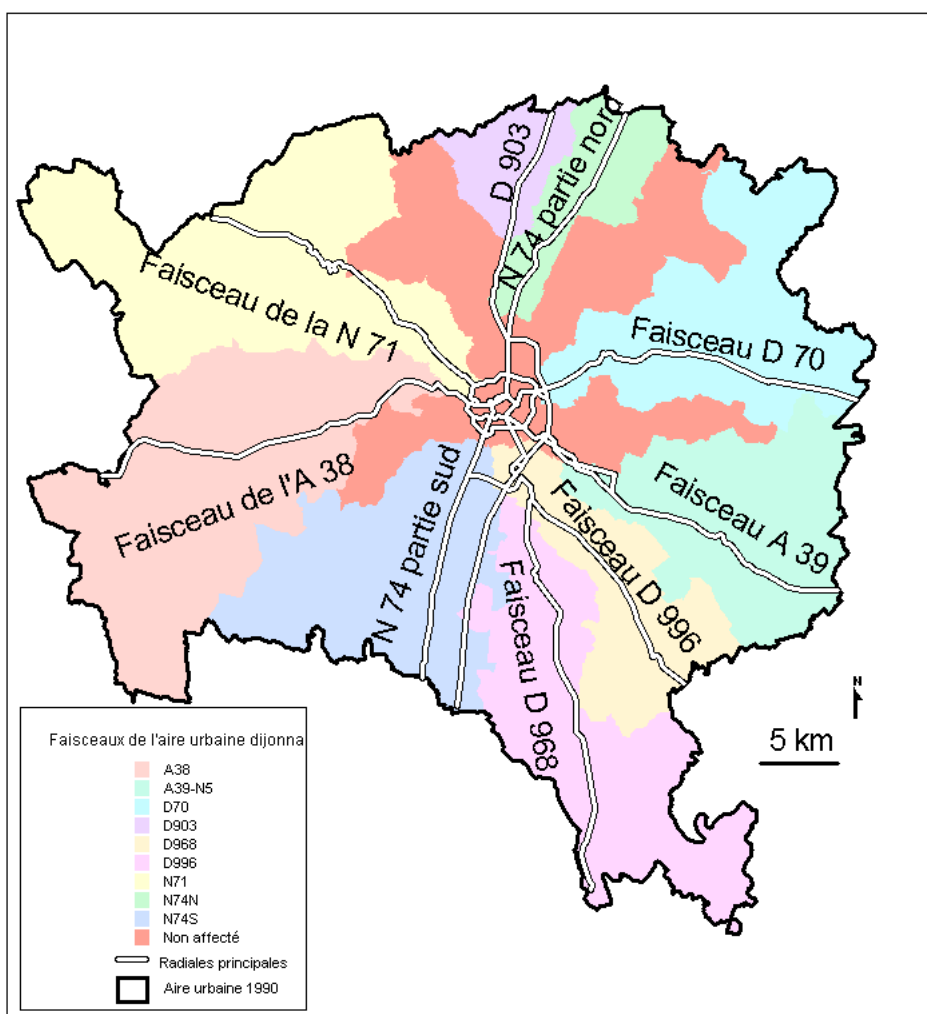 D 903
N 74 partie nord
Faisceau de la N 71
Faisceau D 70
Faisceau de l'A 38
N 74 partie sud
Faisceau A 39
Faisceau D 996
Faisceau D 968
N
5 km
Faisceaux de l'aire urbaine dijonna
A38
A39-N5
D70
D903
D968
D996
N71
N74N
N74S
Non affecté
Radiales principales
Aire urbaine 1990